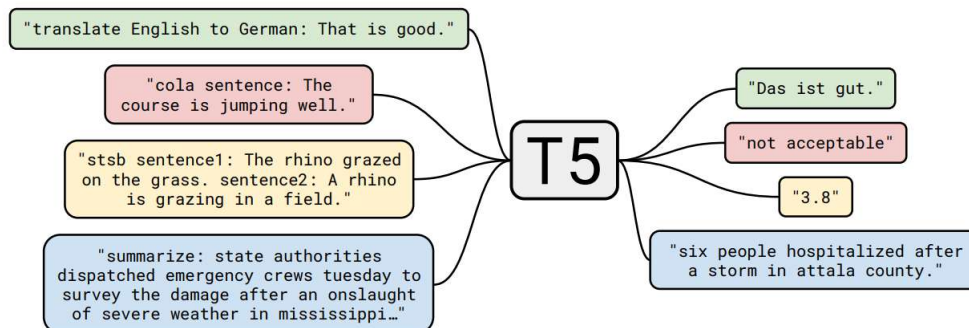 "translate English to German: That is good."
"cola sentence: The
course is jumping well."
"stsb sentence1: The rhino grazed
on the grass. sentence2: A rhino
is grazing in a field."
"summarize: state authorities
dispatched emergency crews tuesday to
survey the damage after an onslaught
of severe weather in mississippi…"
T5
"Das ist gut."
"not acceptable"
"3.8"
"six people hospitalized after
a storm in attala county."